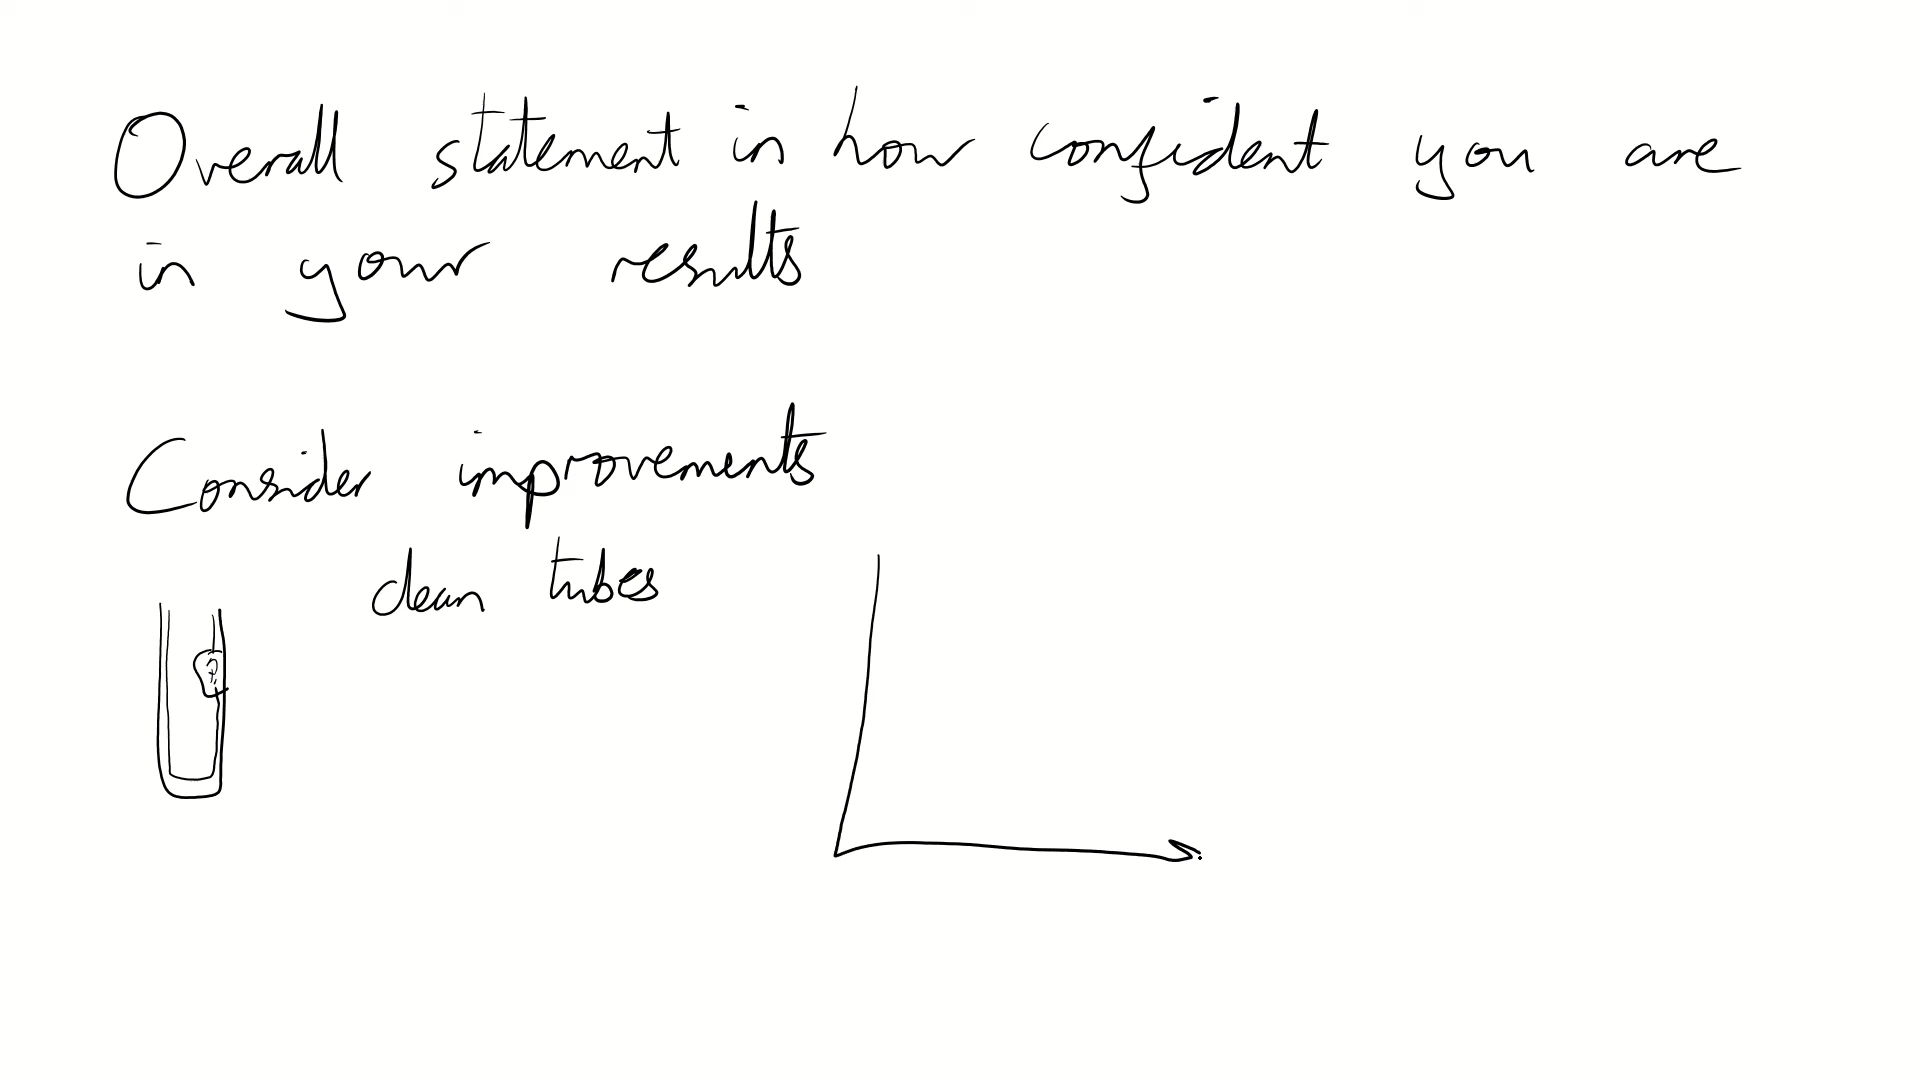 Overall statement in how confident you are
in your results
Consider improvements
clean tubes